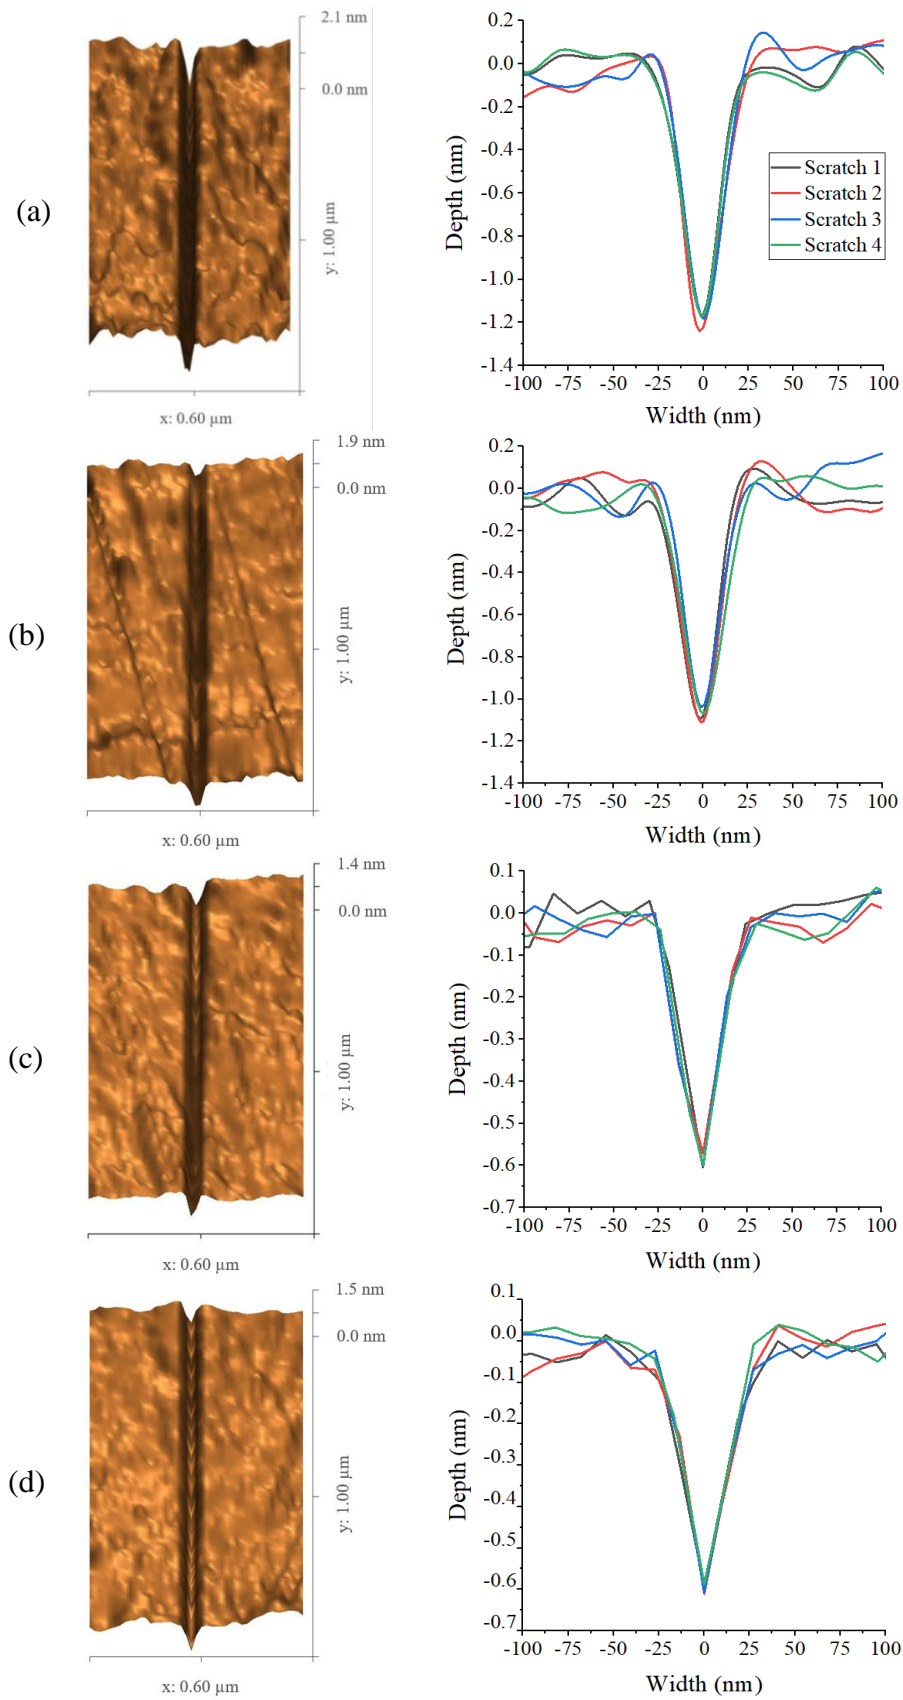 (a)
2.1 nm
0.0 nm
y: 1.00 µm
x: 0.60 µm
Depth (nm)
0.2
0.0
-0.2
-0.4
-0.6
-0.8
-1.0
-1.2
-1.4
Scratch 1
Scratch 2
Scratch 3
Scratch 4
-100 -75 -50 -25 0 25 50 75 100
Width (nm)
(b)
1.9 nm
0.0 nm
y: 1.00 µm
x: 0.60 µm
Depth (nm)
0.2
0.0
-0.2
-0.4
-0.6
-0.8
-1.0
-1.2
-1.4
-100 -75 -50 -25 0 25 50 75 100
Width (nm)
(c)
1.4 nm
0.0 nm
y: 1.00 µm
x: 0.60 µm
Depth (nm)
0.1
0.0
-0.1
-0.2
-0.3
-0.4
-0.5
-0.6
-0.7
-100 -75 -50 -25 0 25 50 75 100
Width (nm)
(d)
1.5 nm
0.0 nm
y: 1.00 µm
x: 0.60 µm
Depth (nm)
0.1
0.0
-0.1
-0.2
-0.3
-0.4
-0.5
-0.6
-0.7
-100 -75 -50 -25 0 25 50 75 100
Width (nm)